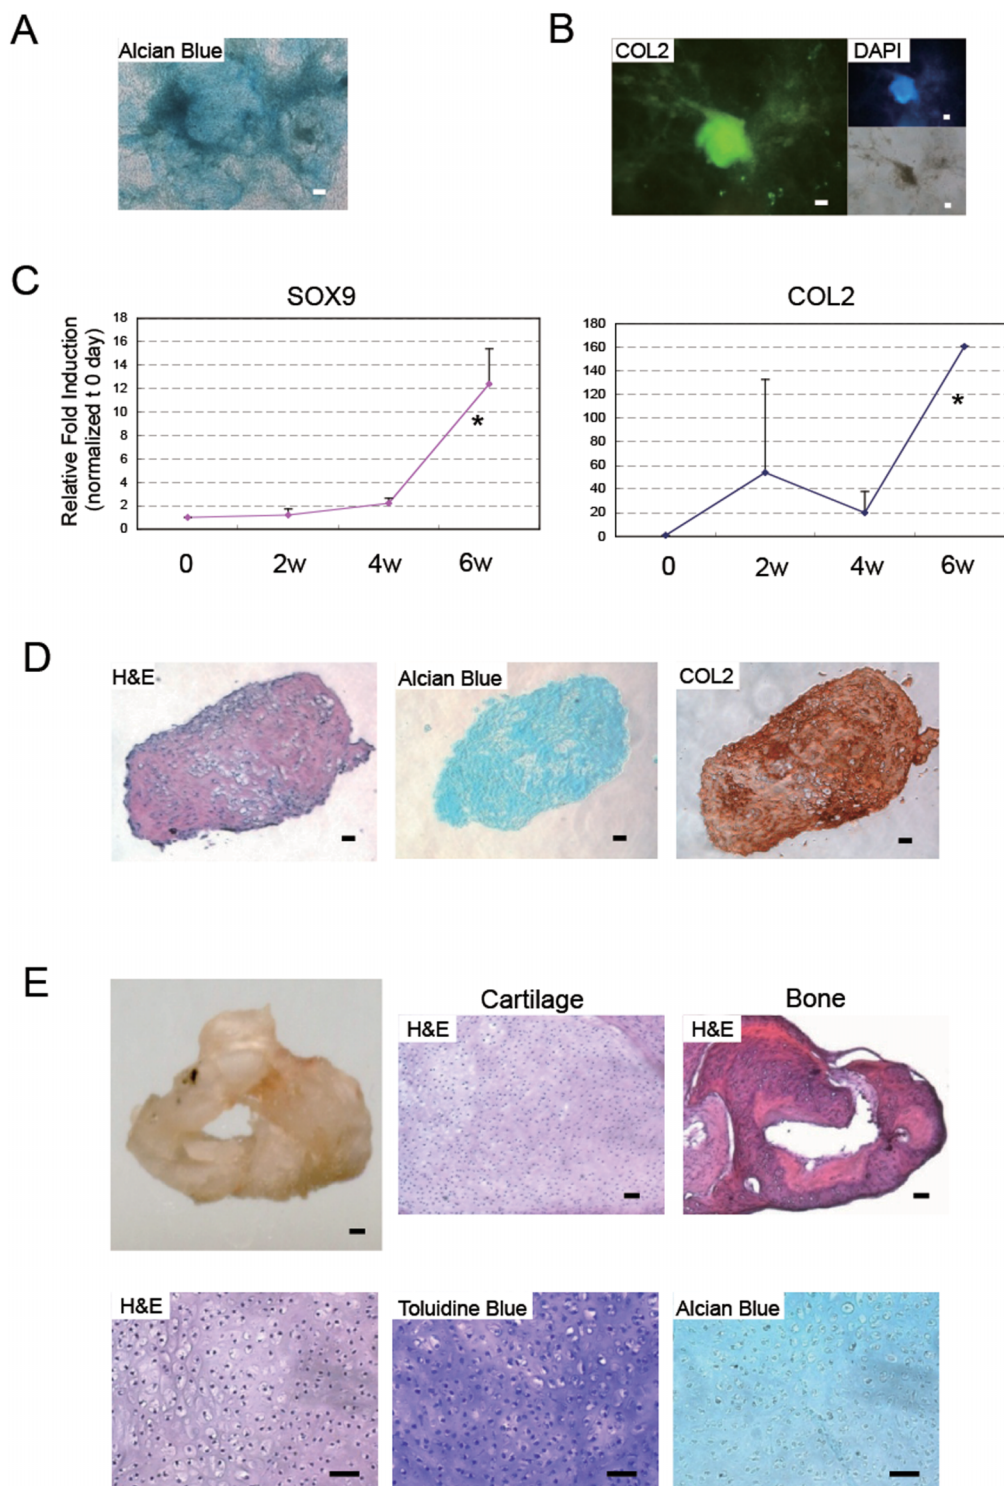 A
Alcian Blue
B
COL2
DAPI
C
SOX9
Relative Fold Induction
(normalized t 0 day)
18
16
14
12
10
8
6
4
2
0
*
0 2w 4w 6w
COL2
180
160
140
120
100
80
60
40
20
0
*
0 2w 4w 6w
D
H&E
Alcian Blue
COL2
E
Cartilage
H&E
Bone
H&E
H&E
Toluidine Blue
Alcian Blue